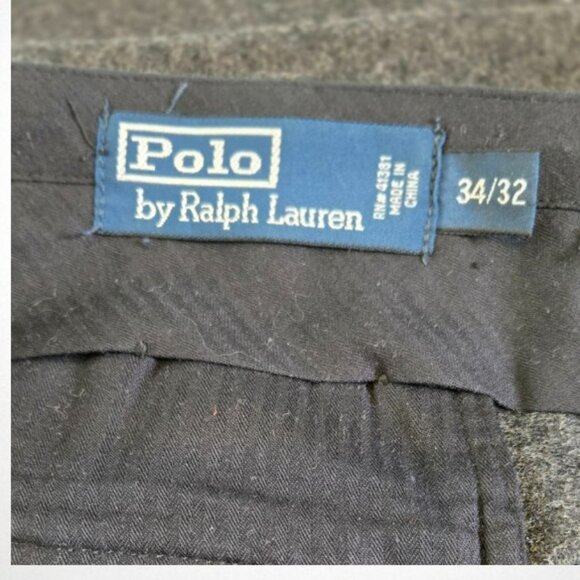 Polo
by Ralph Lauren
RN# 41381
MADE IN
CHINA
34/32